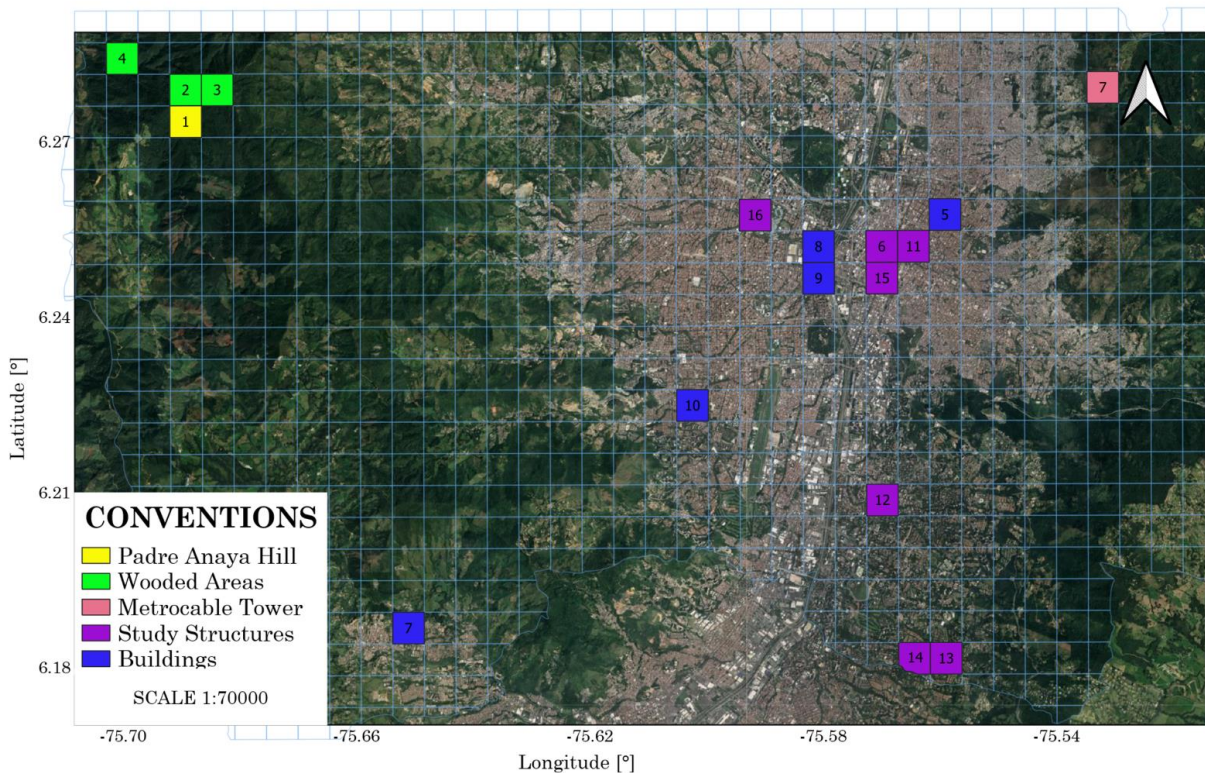 4
2 3
7
1
6.27
16
5
8
6 11
9
15
6.24
Latitude [°]
10
6.21
12
CONVENTIONS
Padre Anaya Hill
Wooded Areas
Metrocable Tower
Study Structures
Buildings
SCALE 1:70000
7
14 13
6.18
-75.70 -75.66 -75.62 -75.58 -75.54
Longitude [°]